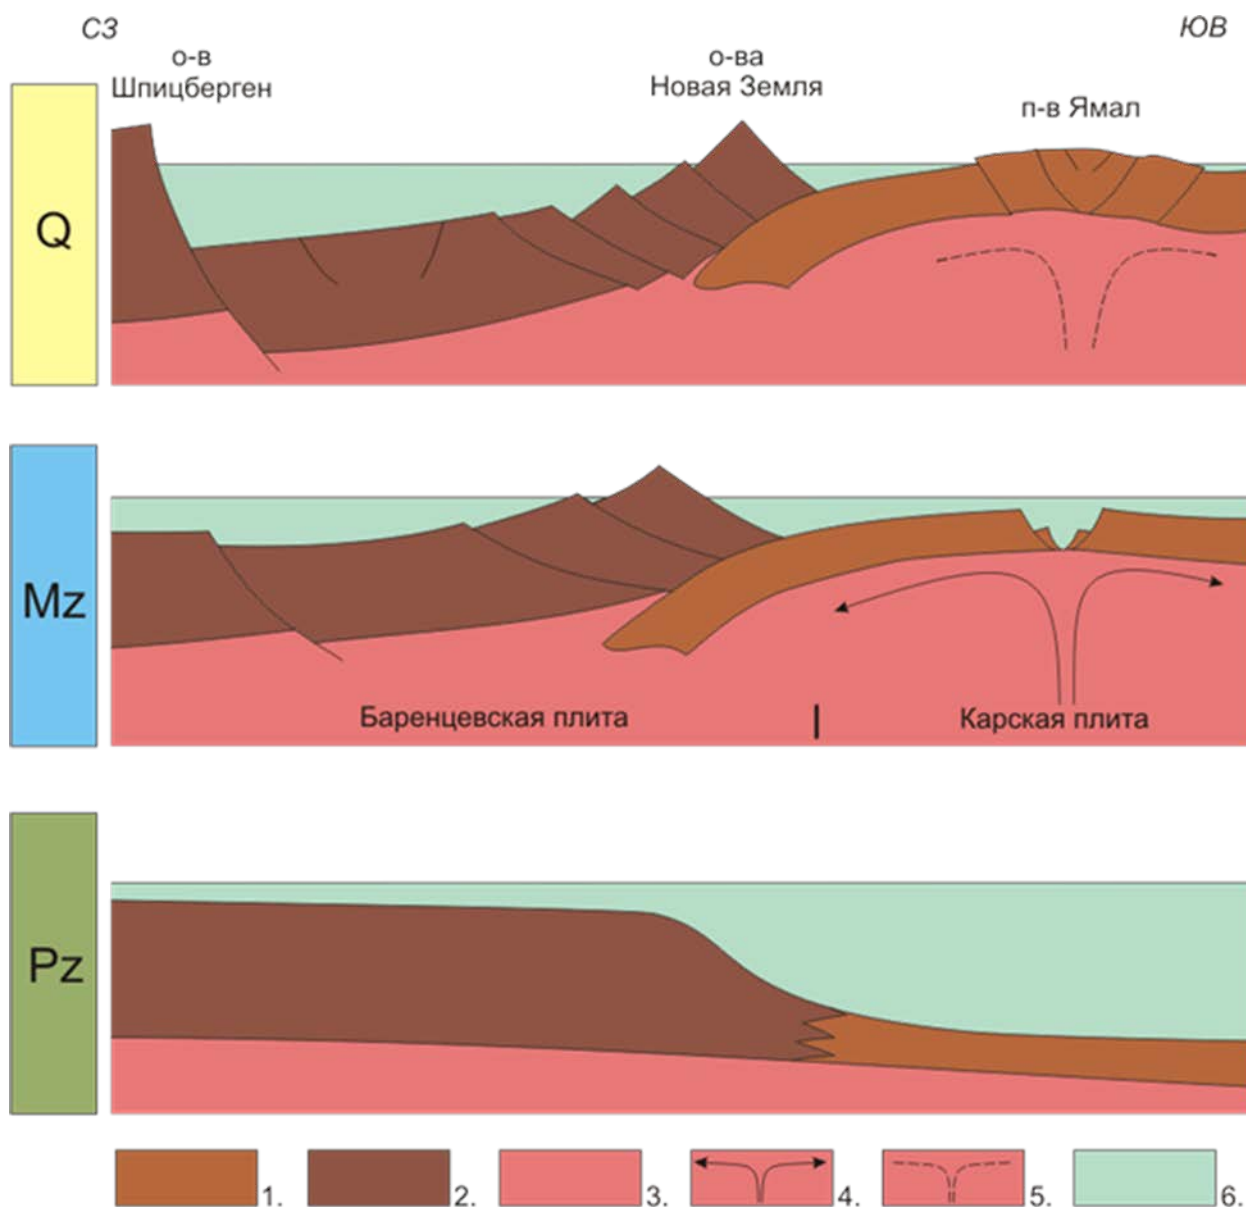 СЗ
ЮВ
о-в
Шпицберген
о-ва
Новая Земля
п-в Ямал
Q
Mz
Баренцевская плита
Карская плита
Pz
1.
2.
3.
4.
5.
6.